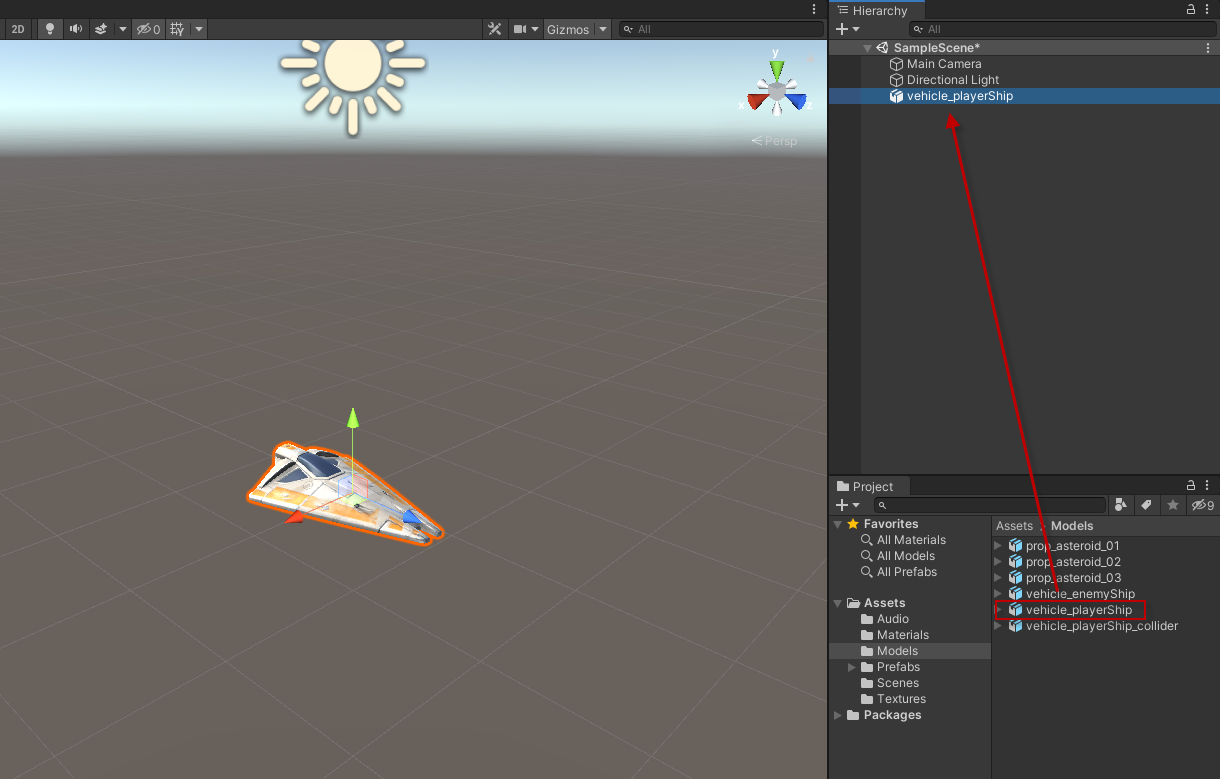 2D
0
Gizmos
All
y
x
z
Persp
Hierarchy
All
SampleScene*
Main Camera
Directional Light
vehicle_playerShip
Project
9
Favorites
All Materials
All Models
All Prefabs
Assets
Audio
Materials
Models
Prefabs
Scenes
Textures
Packages
Assets > Models
prop_asteroid_01
prop_asteroid_02
prop_asteroid_03
vehicle_enemyShip
vehicle_playerShip
vehicle_playerShip_collider